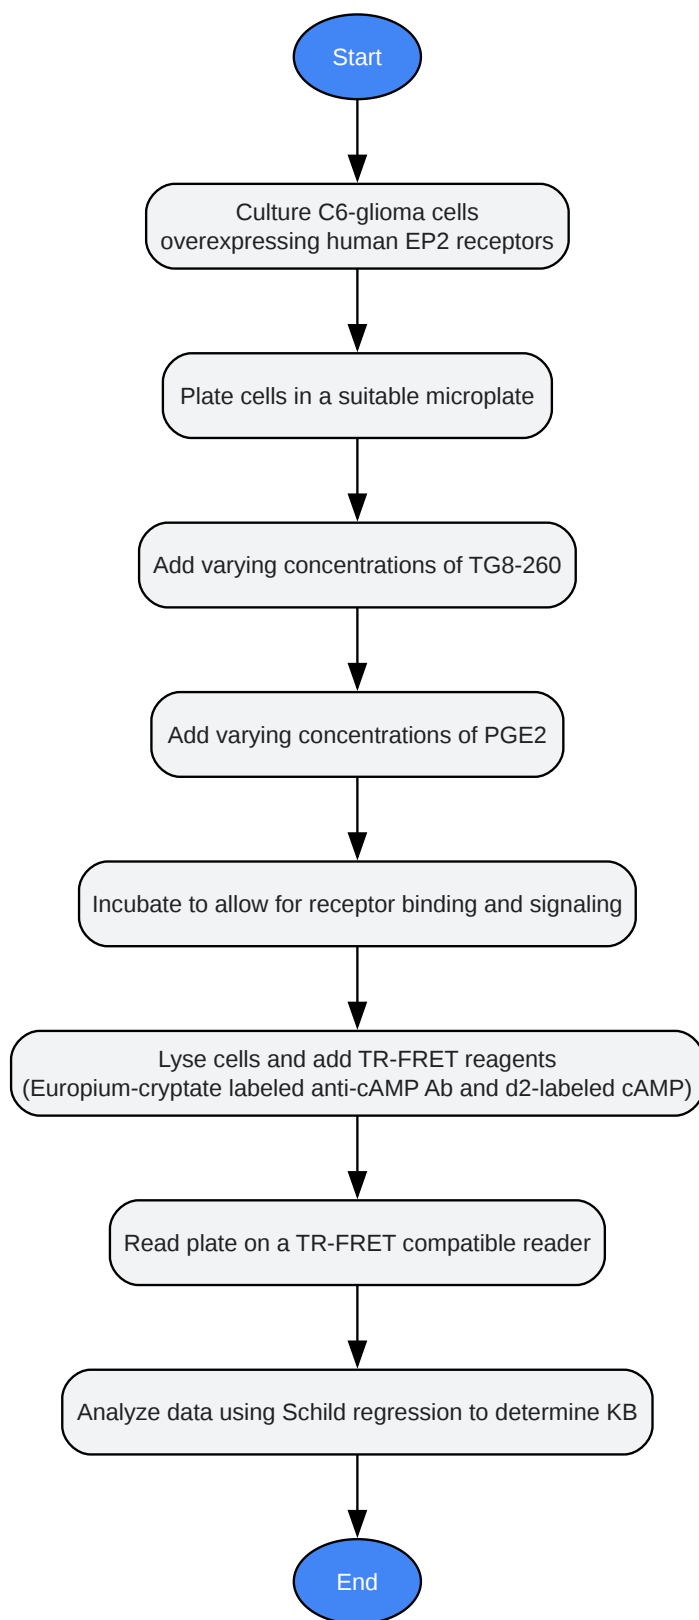 Start
Culture C6-glioma cells
overexpressing human EP2 receptors
Plate cells in a suitable microplate
Add varying concentrations of TG8-260
Add varying concentrations of PGE2
Incubate to allow for receptor binding and signaling
Lyse cells and add TR-FRET reagents
(Europium-cryptate labeled anti-cAMP Ab and d2-labeled cAMP)
Read plate on a TR-FRET compatible reader
Analyze data using Schild regression to determine KB
End